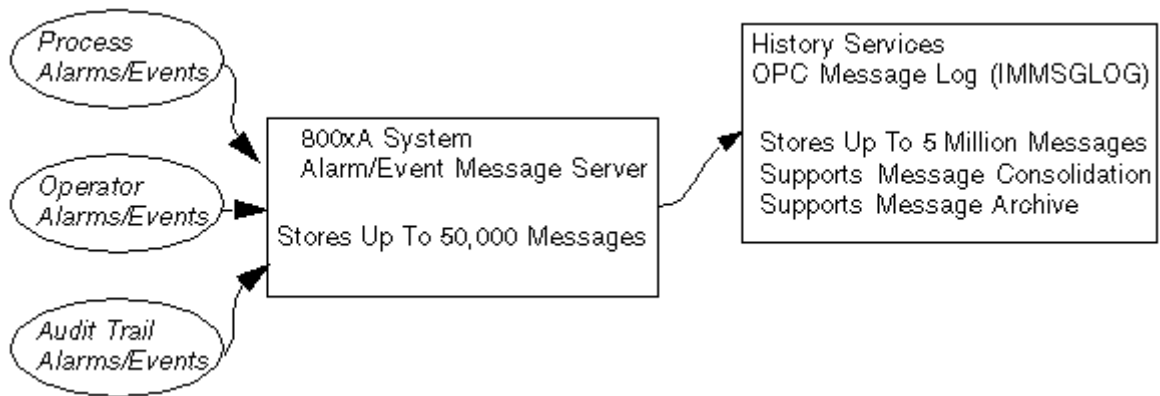 Process
Alarms/Events
Operator
Alarms/Events
Audit Trail
Alarms/Events
800xA System
Alarm/Event Message Server
Stores Up To 50,000 Messages
History Services
OPC Message Log (IMMSGLOG)
Stores Up To 5 Million Messages
Supports Message Consolidation
Supports Message Archive